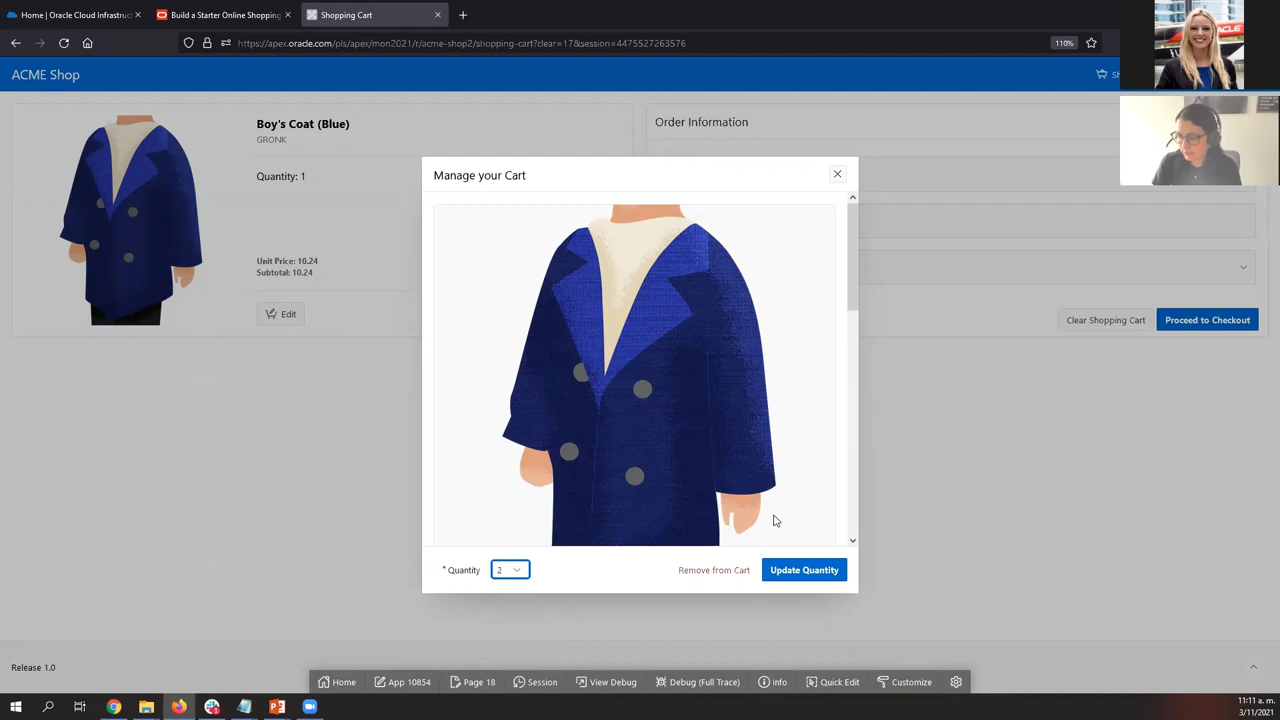 Home | Oracle Cloud Infrastruc
Build a Starter Online Shopping
Shopping Cart
https://apex.oracle.com/pls/apex/mon2021/r/acme-shop2/shopping-cart?clear=17&session=4475527263576
110%
ACME Shop
Sh
Boy's Coat (Blue)
GRONK
Quantity: 1
Unit Price: 10.24
Subtotal: 10.24
Edit
Order Information
Clear Shopping Cart
Proceed to Checkout
Manage your Cart
* Quantity
2
Remove from Cart
Update Quantity
Release 1.0
Home
App 10854
Page 18
Session
View Debug
Debug (Full Trace)
Info
Quick Edit
Customize
11:11 a. m.
3/11/2021